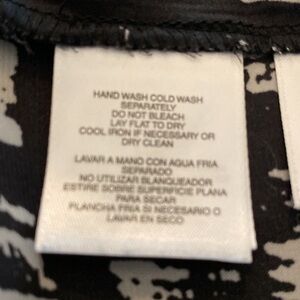 HAND WASH COLD WASH
SEPARATELY
DO NOT BLEACH
LAY FLAT TO DRY
COOL IRON IF NECESSARY OR
DRY CLEAN
LAVAR A MANO CON AGUA FRIA
SEPARADO
NO UTILIZAR BLANQUEADOR
ESTIRE SOBRE SUPERFICIE PLANA
PARA SECAR
PLANCHA FRIA SI NECESARIO O
LAVAR EN SECO